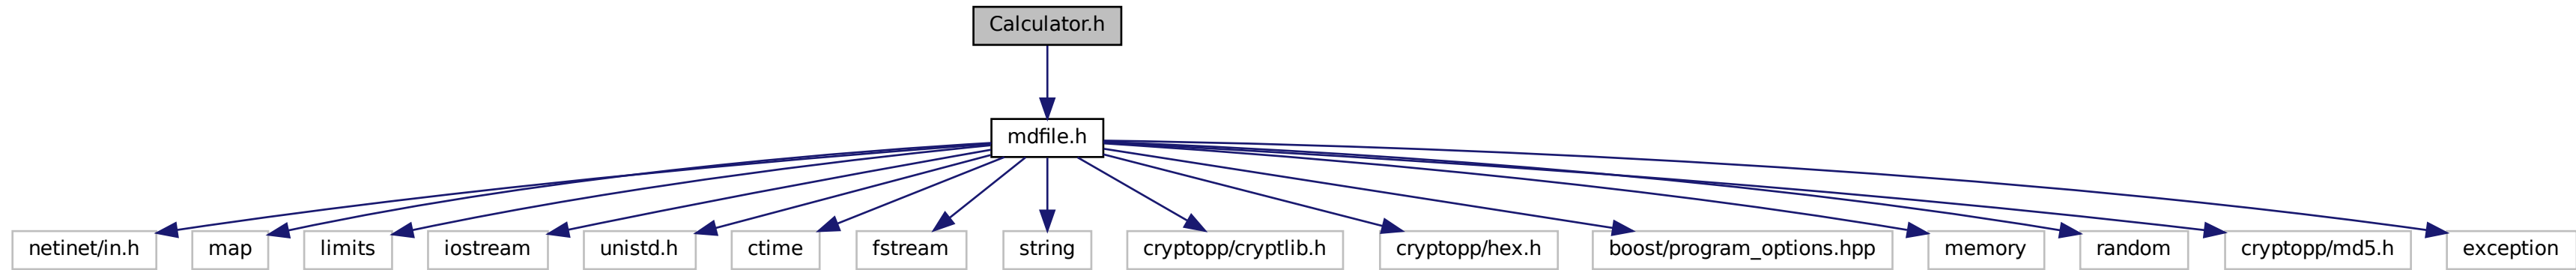 Calculator.h
mdfile.h
netinet/in.h
map
limits
iostream
unistd.h
ctime
fstream
string
cryptopp/cryptlib.h
cryptopp/hex.h
boost/program_options.hpp
memory
random
cryptopp/md5.h
exception